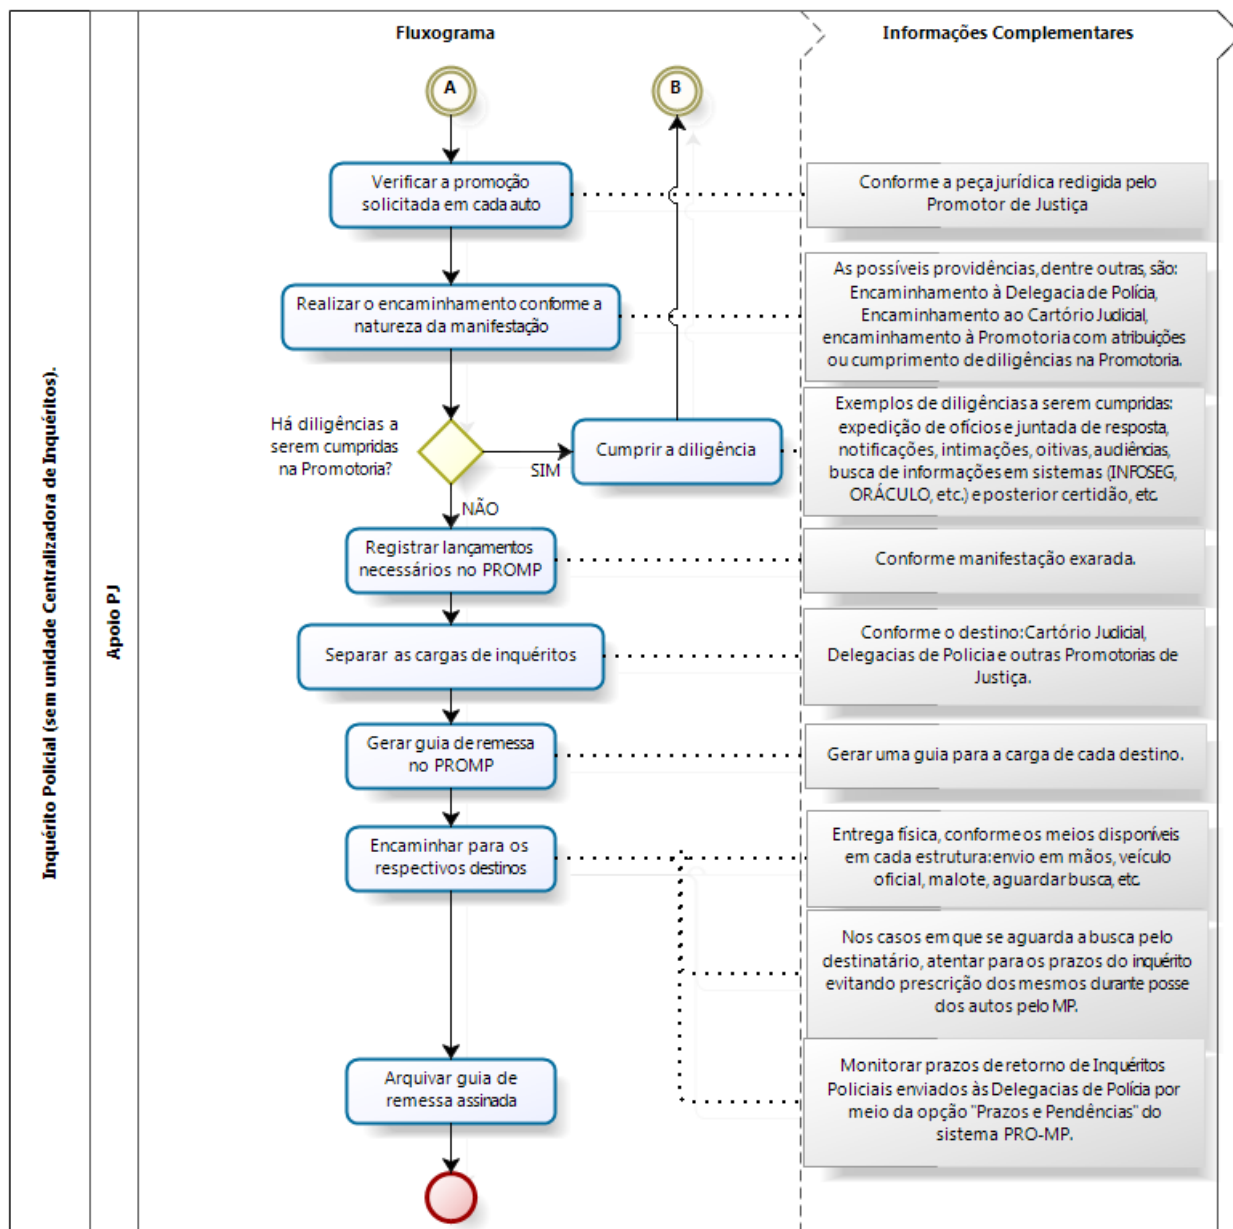 Fluxograma
Informações Complementares
Inquérito Policial (sem unidade Centralizadora de Inquéritos).
Apoio PJ
A
B
Verificar a promoção
solicitada em cada auto
Conforme a peça jurídica redigida pelo
Promotor de Justiça
Realizar o encaminhamento conforme a
natureza da manifestação
As possíveis providências, dentre outras, são:
Encaminhamento à Delegacia de Polícia,
Encaminhamento ao Cartório Judicial,
encaminhamento à Promotoria com atribuições
ou cumprimento de diligências na Promotoria.
Há diligências a
serem cumpridas
na Promotoria?
SIM
NÃO
Cumprir a diligência
Exemplos de diligências a serem cumpridas:
expedição de ofícios e juntada de resposta,
notificações, intimações, oitivas, audiências,
busca de informações em sistemas (INFOSEG,
ORÁCULO, etc.) e posterior certidão, etc.
Registrar lançamentos
necessários no PROMP
Conforme manifestação exarada.
Separar as cargas de inquéritos
Conforme o destino:Cartório Judicial,
Delegacias de Policia e outras Promotorias de
Justiça.
Gerar guia de remessa
no PROMP
Gerar uma guia para a carga de cada destino.
Encaminhar para os
respectivos destinos
Entrega física, conforme os meios disponíveis
em cada estrutura:envio em mãos, veículo
oficial, malote, aguardar busca, etc.
Nos casos em que se aguarda a busca pelo
destinatário, atentar para os prazos do inquérito
evitando prescrição dos mesmos durante posse
dos autos pelo MP.
Monitorar prazos de retorno de Inquéritos
Policiais enviados às Delegacias de Polícia por
meio da opção "Prazos e Pendências" do
sistema PRO-MP.
Arquivar guia de
remessa assinada